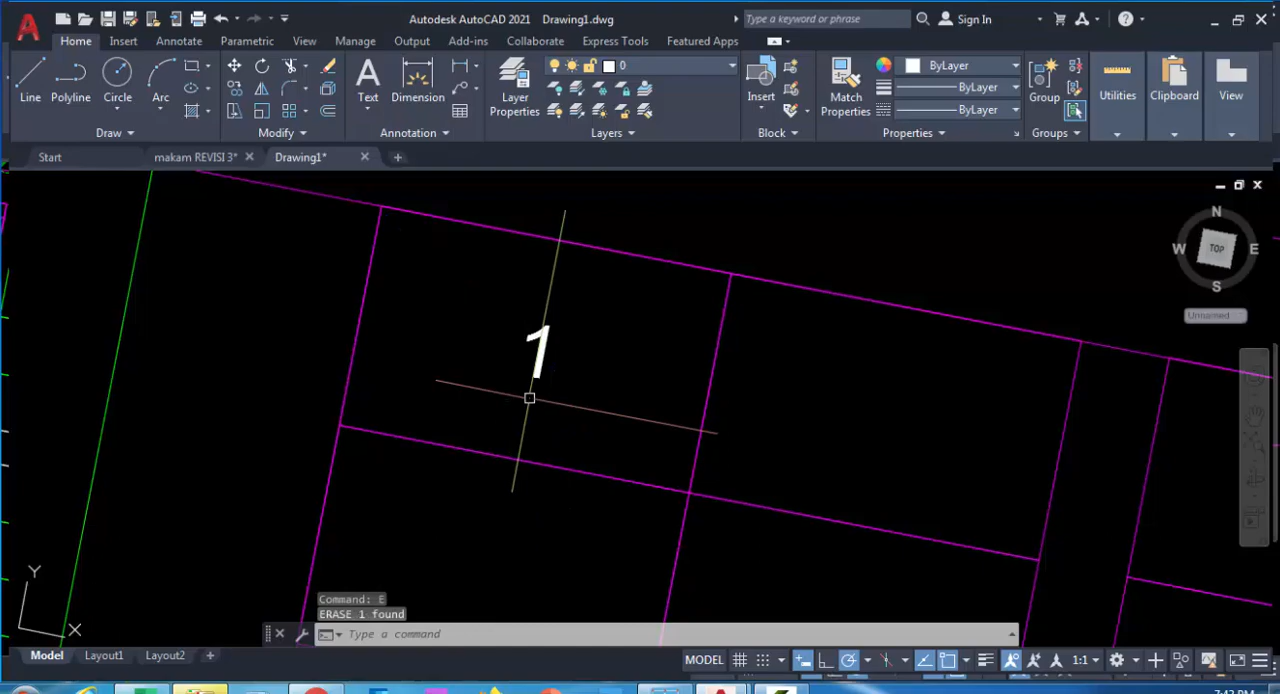 Autodesk AutoCAD 2021 Drawing1.dwg
Type a keyword or phrase
Sign In
Home Insert Annotate Parametric View Manage Output Add-ins Collaborate Express Tools Featured Apps
Line Polyline Circle Arc
Text Dimension
Layer Properties
0
Insert
Match Properties
ByLayer
ByLayer
ByLayer
Group
Utilities
Clipboard
View
Draw Modify Annotation Layers Block Properties Groups
Start makam REVISI 3* Drawing1*
N
W TOP E
S
Unnamed
1
Y
X
Command: E
ERASE 1 found
Type a command
Model Layout1 Layout2
MODEL 1:1